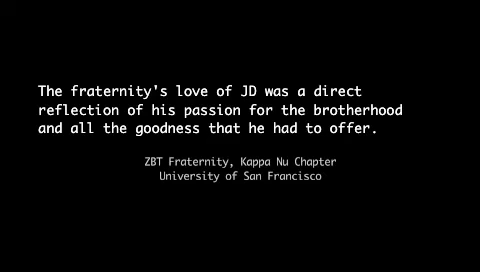 The fraternity's love of JD was a direct
reflection of his passion for the brotherhood
and all the goodness that he had to offer.
ZBT Fraternity, Kappa Nu Chapter
University of San Francisco